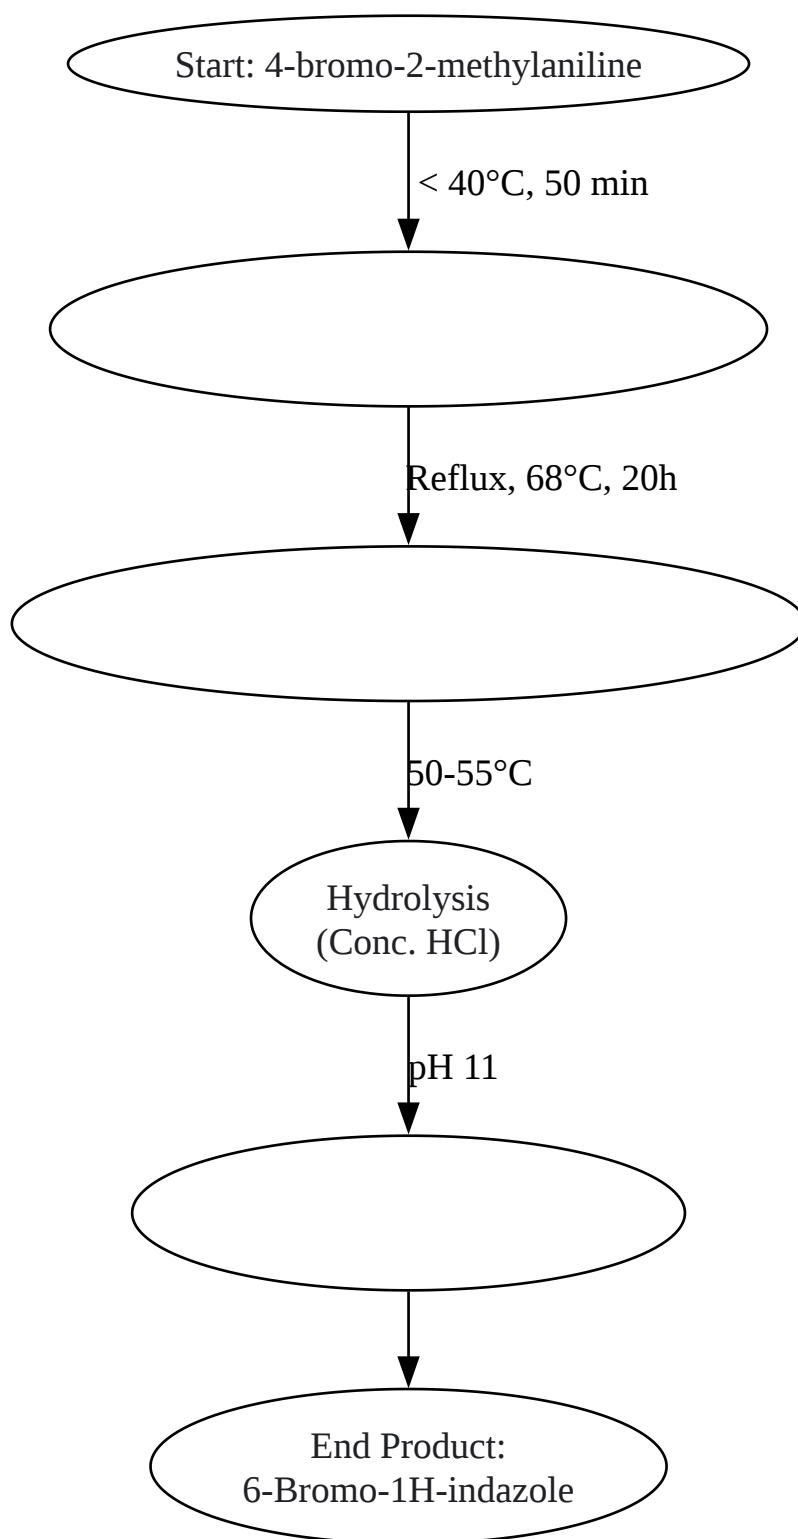 Start: 4-bromo-2-methylaniline
< 40°C, 50 min
Reflux, 68°C, 20h
50-55°C
Hydrolysis
(Conc. HCl)
pH 11
End Product:
6-Bromo-1H-indazole